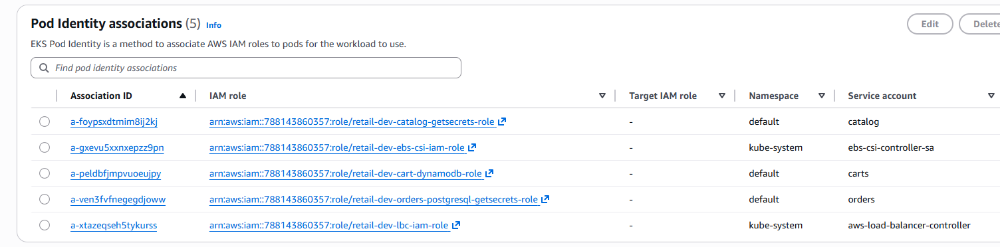 Pod Identity associations (5) Info
Edit
Delete
EKS Pod Identity is a method to associate AWS IAM roles to pods for the workload to use.
Find pod identity associations
Association ID IAM role Target IAM role Namespace Service account
a-foypsxdtmim8ij2kj arn:aws:iam::788143860357:role/retail-dev-catalog-getsecrets-role - default catalog
a-gxevu5xxnxepzz9pn arn:aws:iam::788143860357:role/retail-dev-ebs-csi-iam-role - kube-system ebs-csi-controller-sa
a-peldbfjmpvuoeujpy arn:aws:iam::788143860357:role/retail-dev-cart-dynamodb-role - default carts
a-ven3fvfnegegdjoww arn:aws:iam::788143860357:role/retail-dev-orders-postgresql-getsecrets-role - default orders
a-xtazeqseh5tykurss arn:aws:iam::788143860357:role/retail-dev-lbc-iam-role - kube-system aws-load-balancer-controller